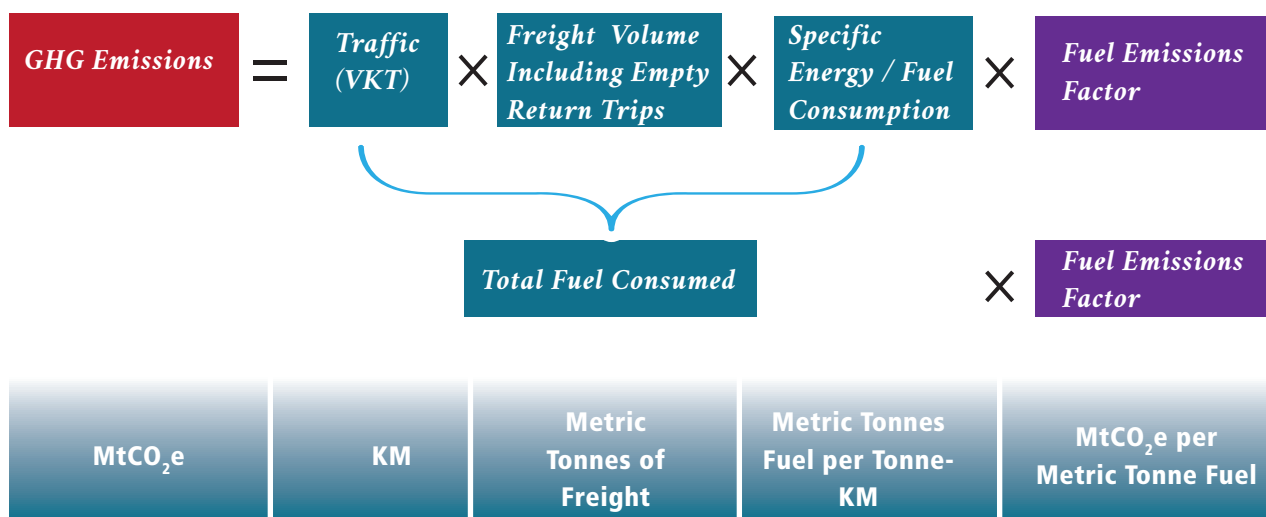 GHG Emissions
=
Traffic
(VKT)
×
Freight Volume
Including Empty
Return Trips
×
Specific
Energy / Fuel
Consumption
×
Fuel Emissions
Factor
Total Fuel Consumed
×
Fuel Emissions
Factor
MtCO₂e
KM
Metric
Tonnes of
Freight
Metric Tonnes
Fuel per Tonne-
KM
MtCO₂e per
Metric Tonne Fuel